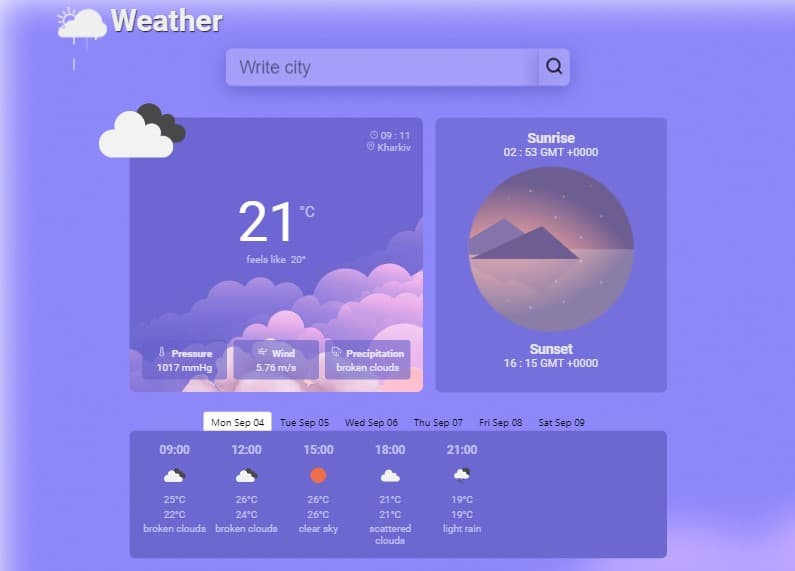 Weather
Write city
09 : 11
Kharkiv
21 °C
feels like 20°
Pressure
1017 mmHg
Wind
5.76 m/s
Precipitation
broken clouds
Sunrise
02 : 53 GMT +0000
Sunset
16 : 15 GMT +0000
Mon Sep 04 Tue Sep 05 Wed Sep 06 Thu Sep 07 Fri Sep 08 Sat Sep 09
09:00 12:00 15:00 18:00 21:00
25°C 26°C 26°C 21°C 19°C
22°C 24°C 26°C 21°C 19°C
broken clouds broken clouds clear sky scattered light rain
clouds